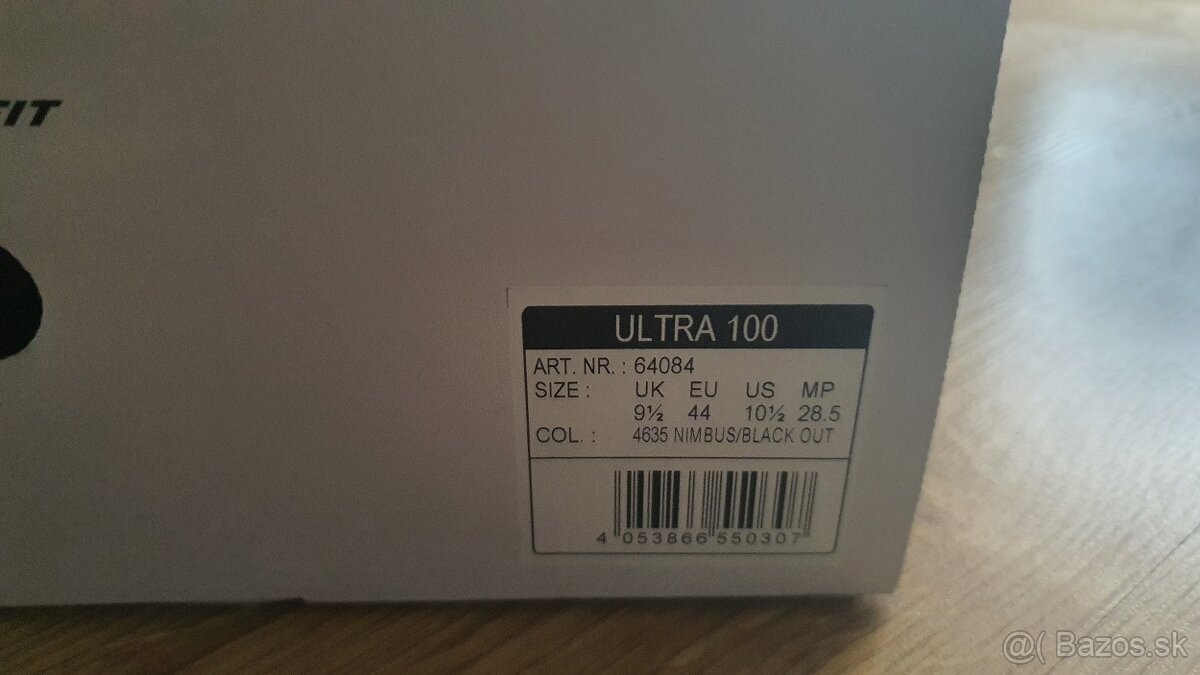 FIT
ULTRA 100
ART. NR. : 64084
SIZE : UK EU US MP
9½ 44 10½ 28.5
COL. : 4635 NIMBUS/BLACK OUT
4 053866 550307
@( Bazos.sk